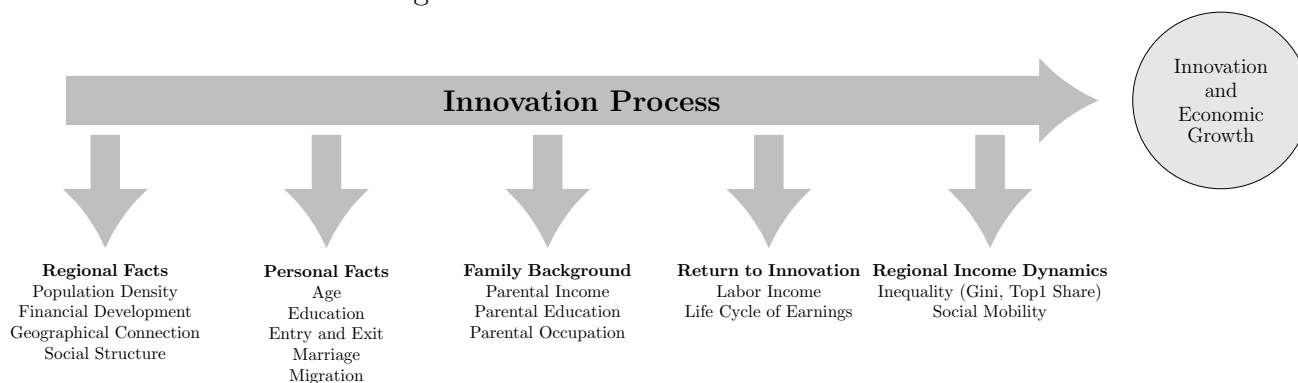 Innovation Process
Innovation
and
Economic
Growth
Regional Facts
Population Density
Financial Development
Geographical Connection
Social Structure
Personal Facts
Age
Education
Entry and Exit
Marriage
Migration
Family Background
Parental Income
Parental Education
Parental Occupation
Return to Innovation
Labor Income
Life Cycle of Earnings
Regional Income Dynamics
Inequality (Gini, Top1 Share)
Social Mobility